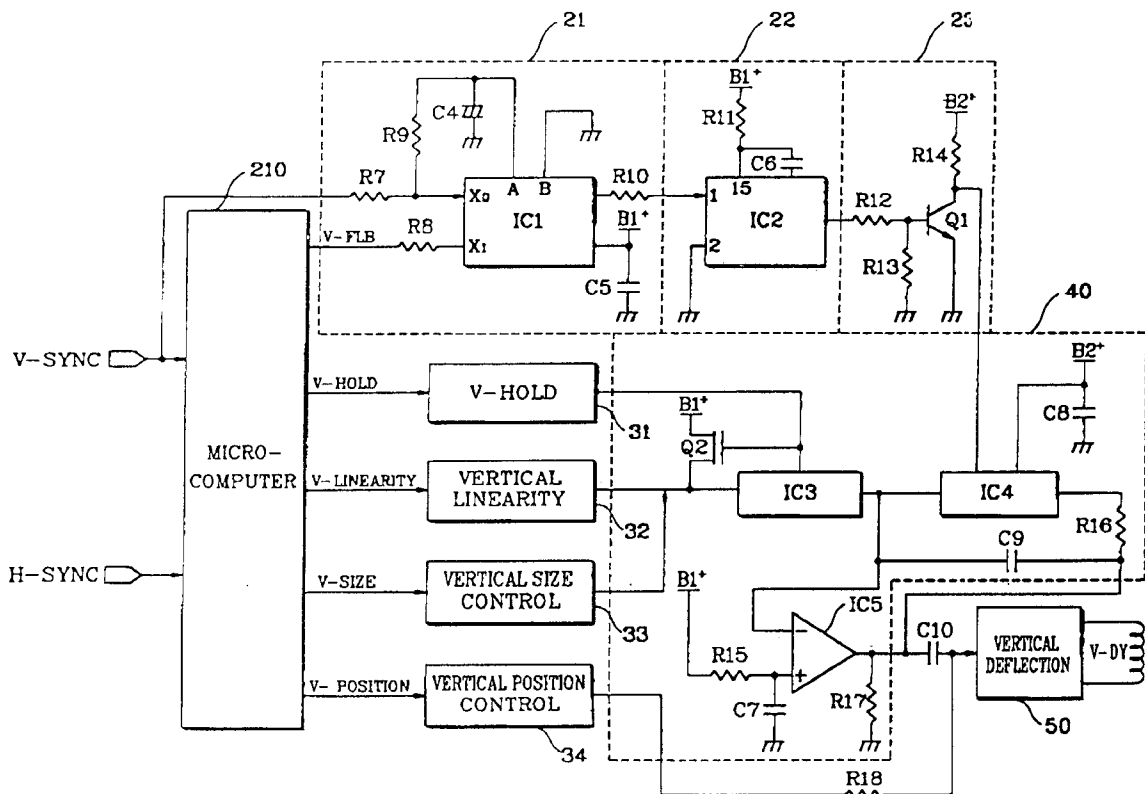 21
22
23
B1+
B2+
C4
R11
R9
R14
C6
210
R7
R10
X0
A
B
IC1
1
15
IC2
R12
Q1
V-FLB
R8
X1
B1+
2
R13
C5
40
V-SYNC
B2+
V-HOLD
V-HOLD
B1+
C8
31
Q2
MICRO-
COMPUTER
V-LINEARITY
VERTICAL
LINEARITY
IC3
IC4
32
R16
C9
H-SYNC
V-SIZE
VERTICAL SIZE
CONTROL
B1+
IC5
33
C10
VERTICAL
DEFLECTION
V-DY
R15
V- POSITION
VERTICAL POSITION
CONTROL
C7
R17
50
34
R18